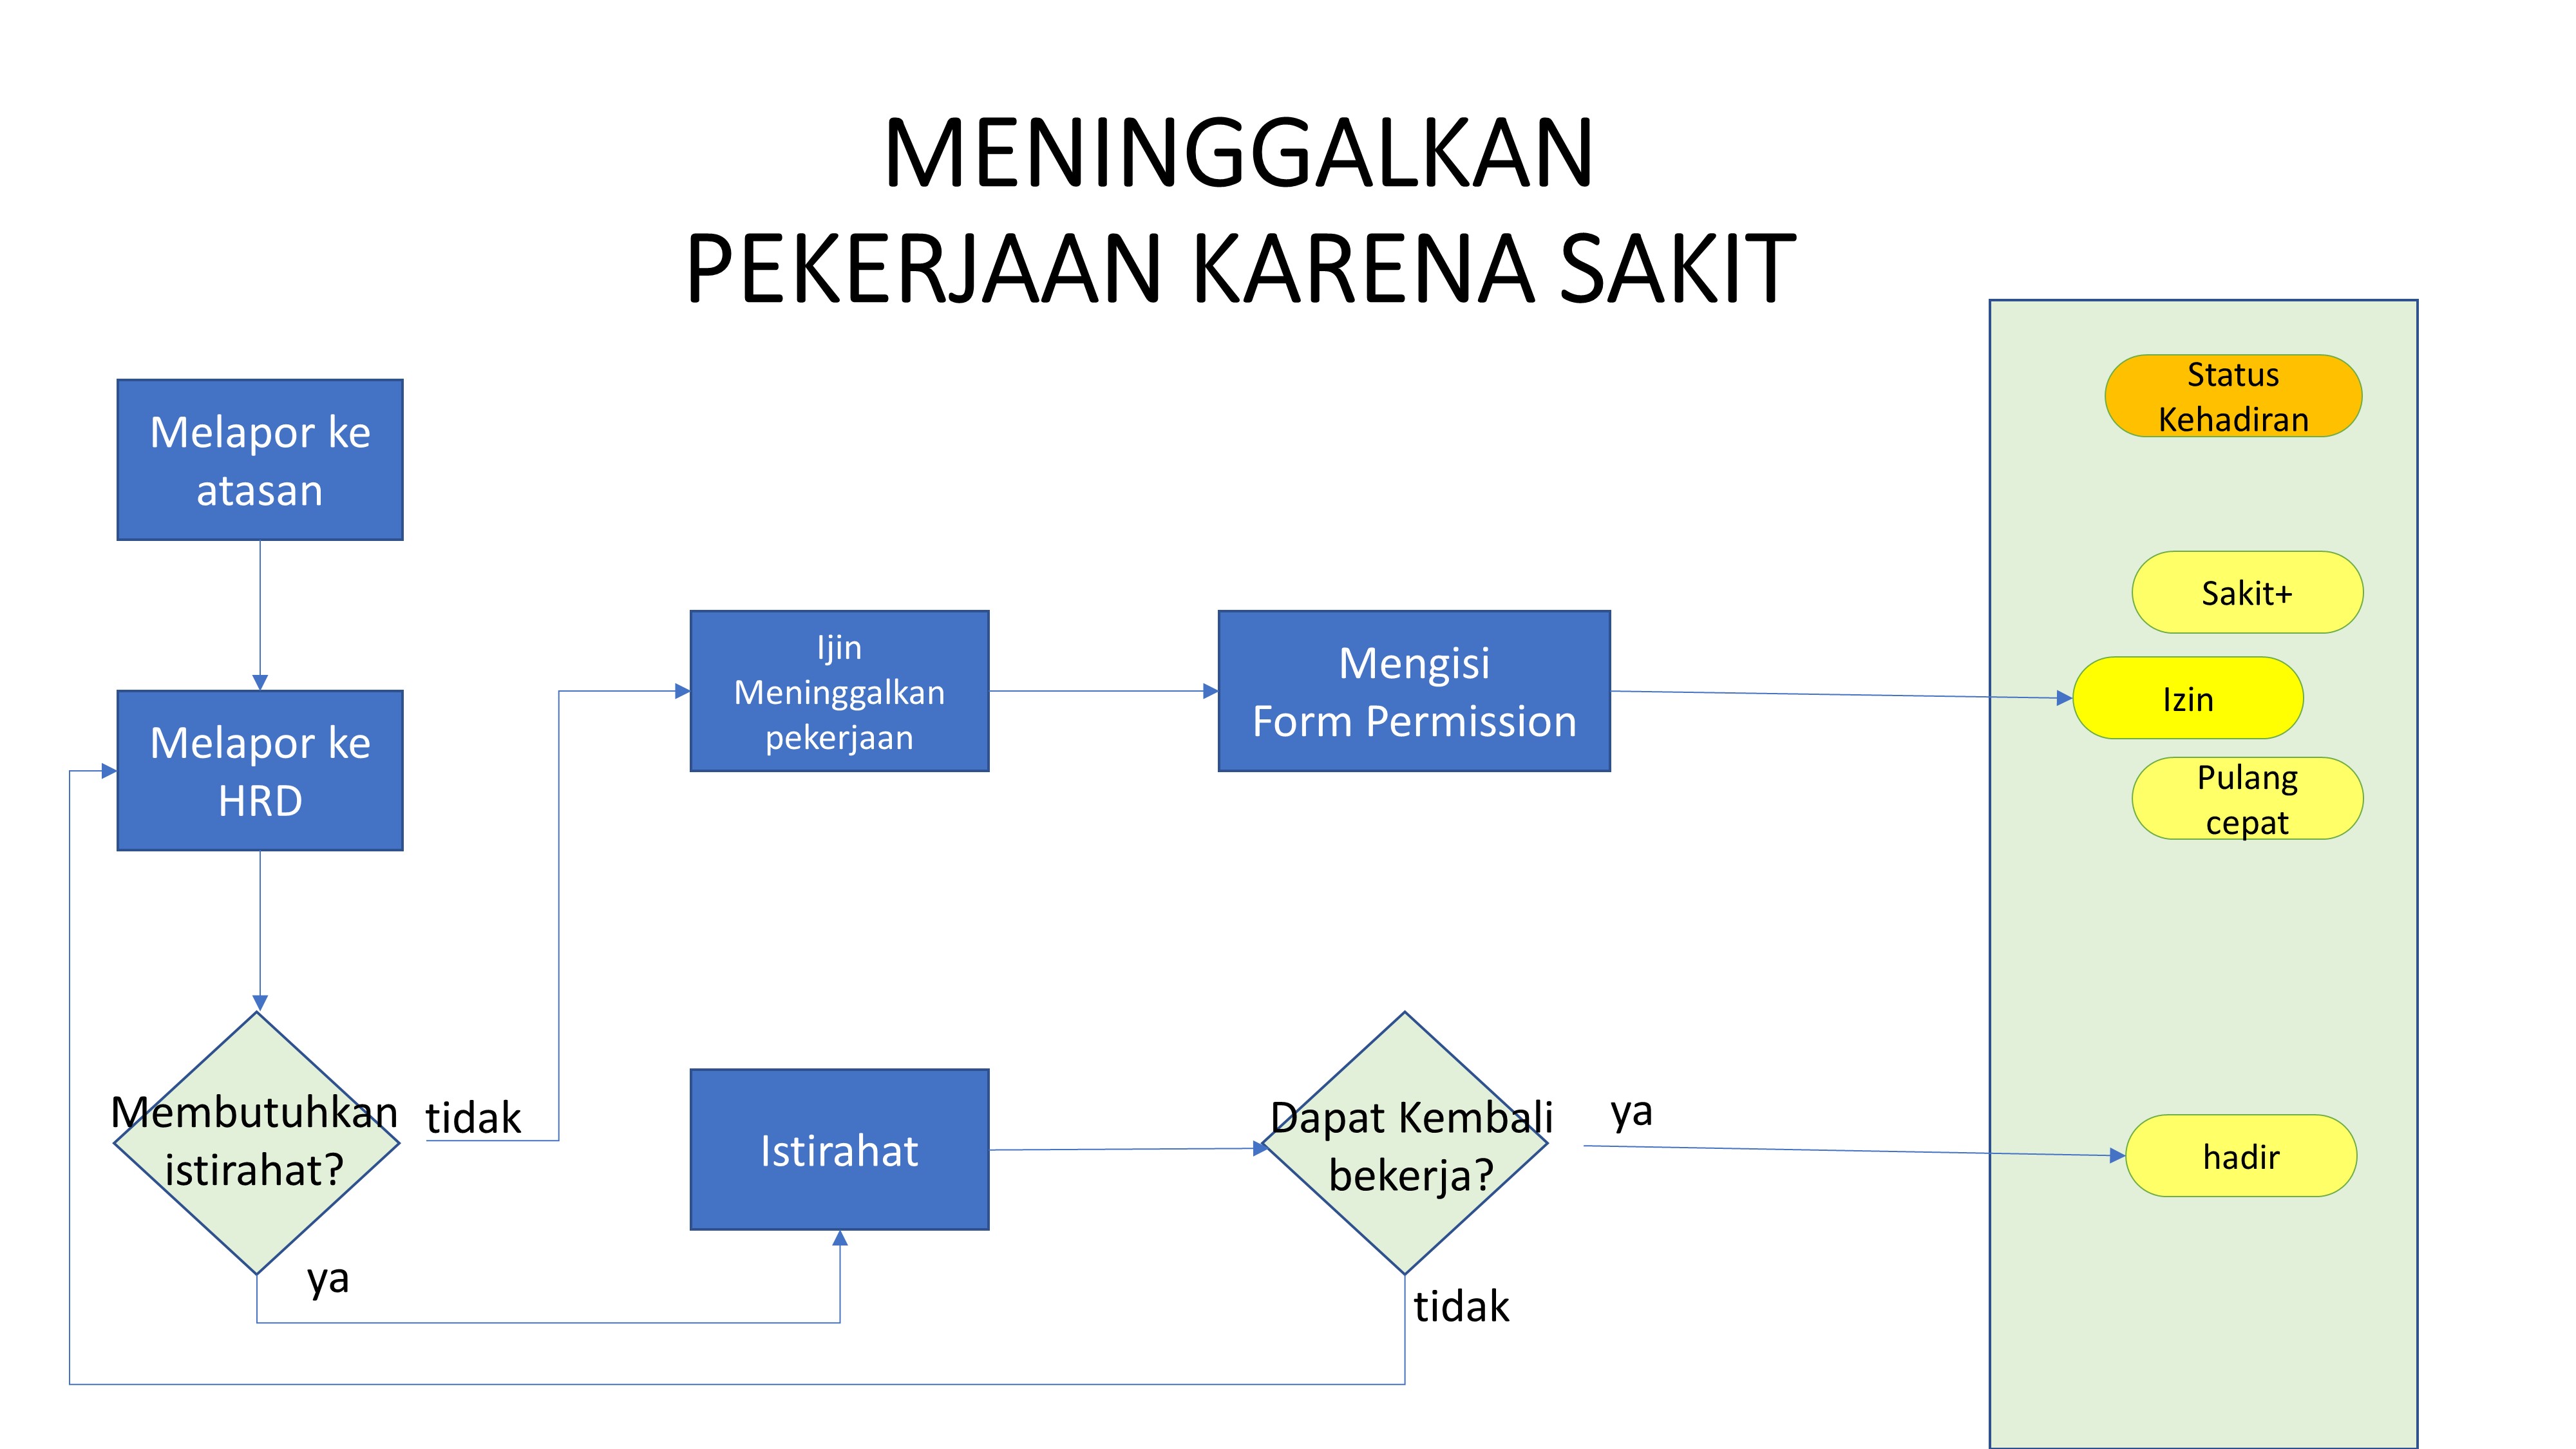 MENINGGALKAN
PEKERJAAN KARENA SAKIT
Melapor ke
atasan
Melapor ke
HRD
Membutuhkan
istirahat?
tidak
ya
Ijin
Meninggalkan
pekerjaan
Mengisi
Form Permission
Istirahat
Dapat Kembali
bekerja?
ya
tidak
Status
Kehadiran
Sakit+
Izin
Pulang
cepat
hadir